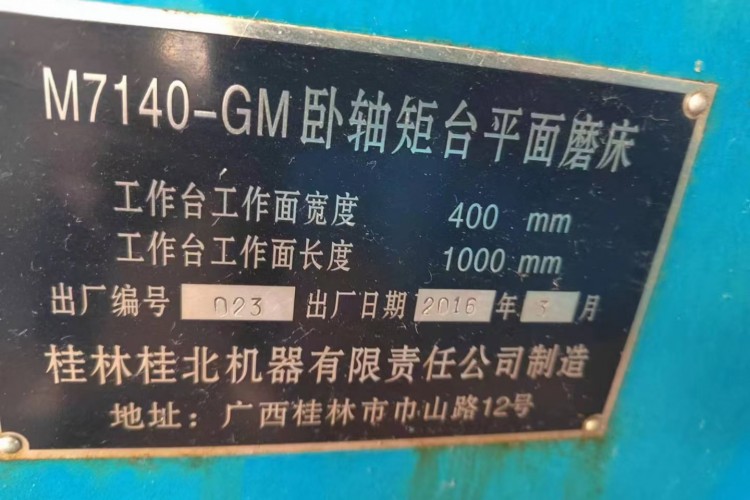 M7140-GM 卧轴矩台平面磨床
工作台工作面宽度 400 mm
工作台工作面长度 1000 mm
出厂编号 023 出厂日期 2016 年 3 月
桂林桂北机器有限责任公司制造
地址：广西桂林市巾山路12号